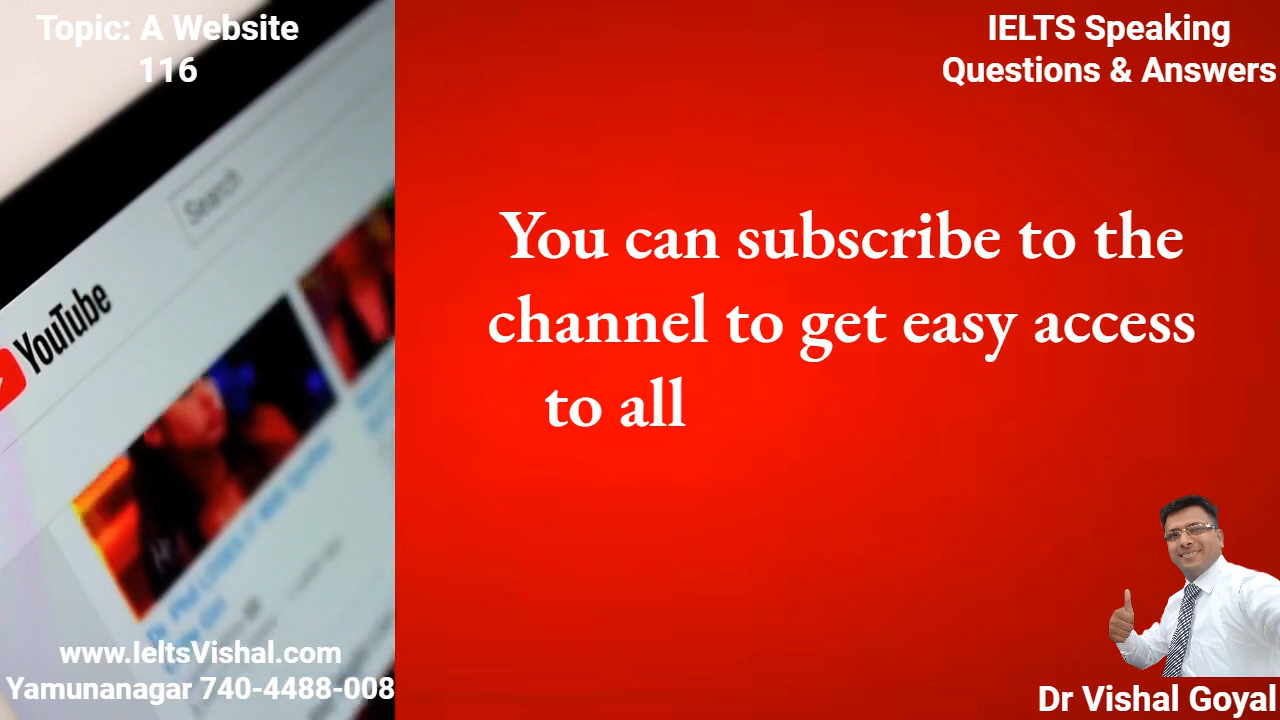 Topic: A Website
116
IELTS Speaking
Questions & Answers
Search
YouTube
You can subscribe to the
channel to get easy access
to all
www.IeltsVishal.com
Yamunanagar 740-4488-008
Dr Vishal Goyal